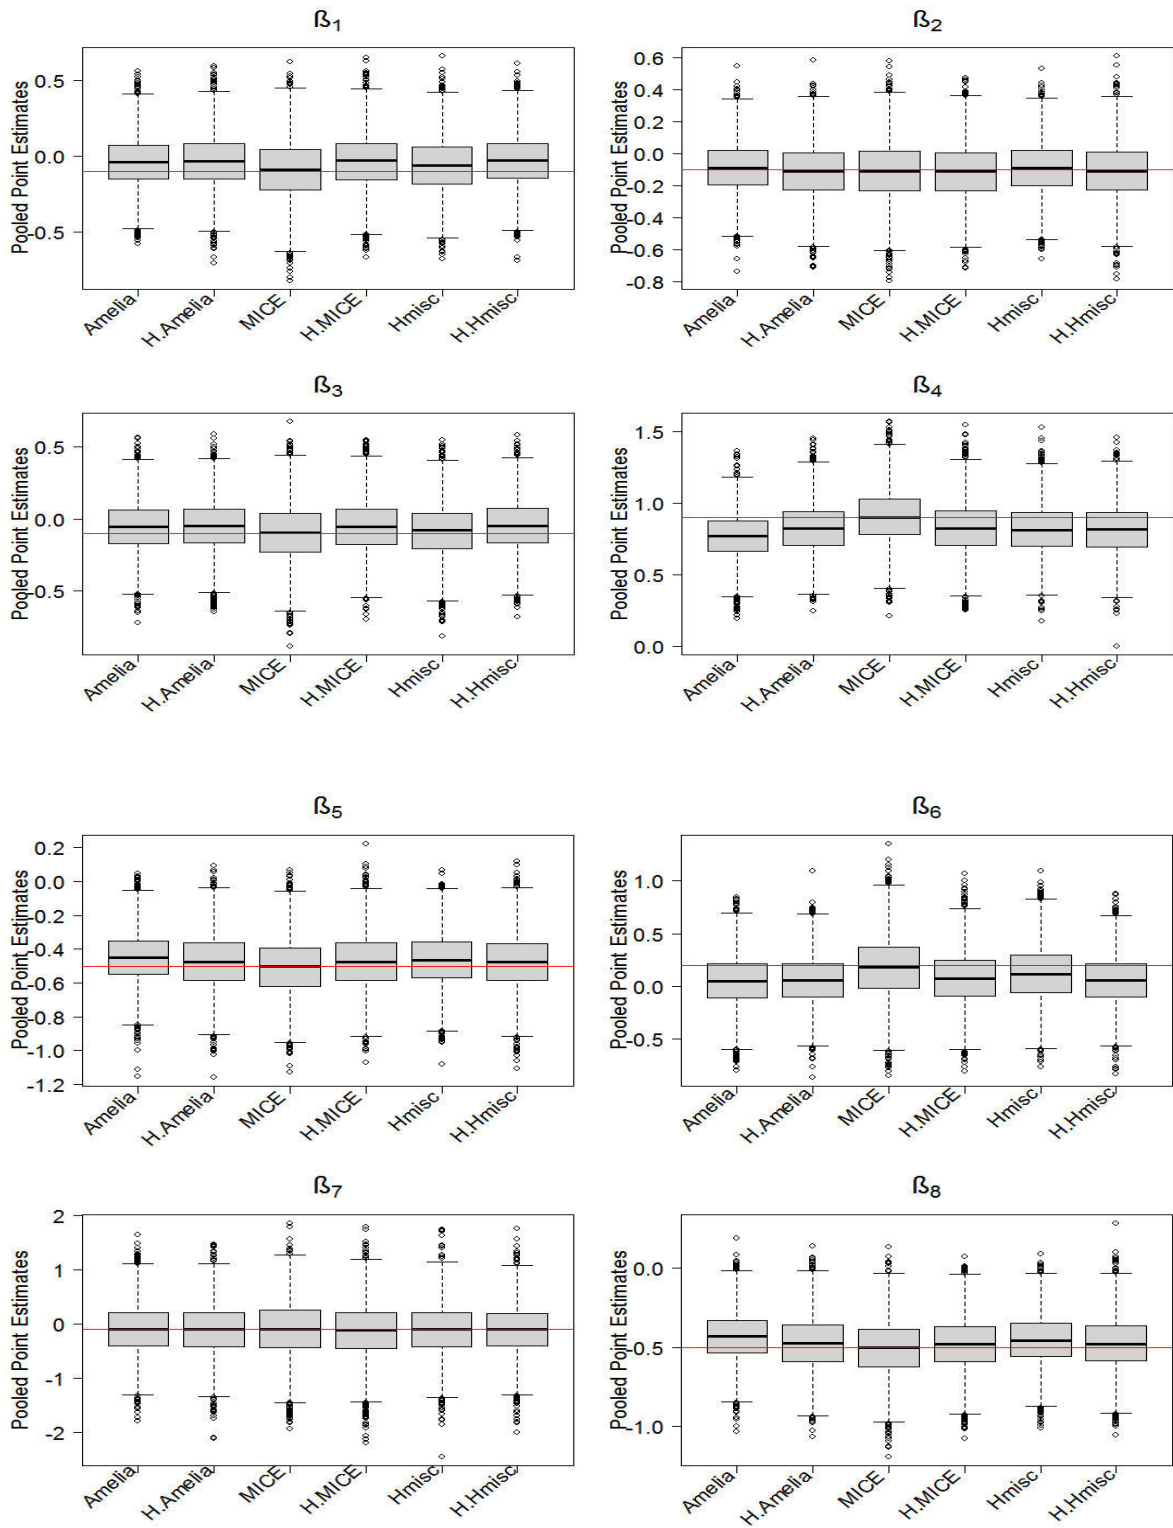 ß1
Pooled Point Estimates
0.5
0.0
-0.5
Amelia
H.Amelia
MICE
H.MICE
Hmisc
H.Hmisc
ß2
Pooled Point Estimates
0.6
0.4
0.2
0.0
-0.2
-0.4
-0.6
-0.8
Amelia
H.Amelia
MICE
H.MICE
Hmisc
H.Hmisc
ß3
Pooled Point Estimates
0.5
0.0
-0.5
Amelia
H.Amelia
MICE
H.MICE
Hmisc
H.Hmisc
ß4
Pooled Point Estimates
1.5
1.0
0.5
0.0
Amelia
H.Amelia
MICE
H.MICE
Hmisc
H.Hmisc
ß5
Pooled Point Estimates
0.2
0.0
-0.2
-0.4
-0.6
-0.8
-1.0
-1.2
Amelia
H.Amelia
MICE
H.MICE
Hmisc
H.Hmisc
ß6
Pooled Point Estimates
1.0
0.5
0.0
-0.5
Amelia
H.Amelia
MICE
H.MICE
Hmisc
H.Hmisc
ß7
Pooled Point Estimates
2
1
0
-1
-2
Amelia
H.Amelia
MICE
H.MICE
Hmisc
H.Hmisc
ß8
Pooled Point Estimates
0.0
-0.5
-1.0
Amelia
H.Amelia
MICE
H.MICE
Hmisc
H.Hmisc